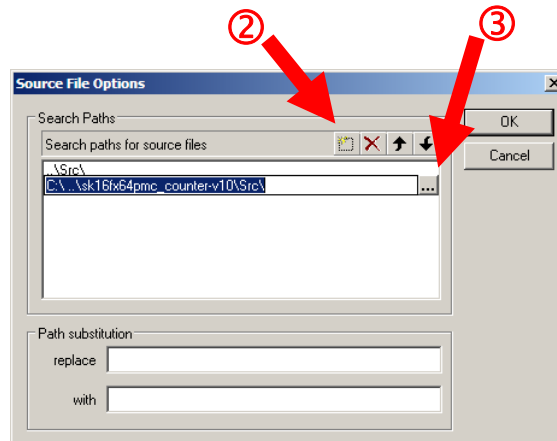 ② ③
Source File Options
Search Paths
OK
Search paths for source files
Cancel
..\Src\
C:\ ..\sk16fx64pmc_counter-v10\Src\
...
Path substitution
replace
with